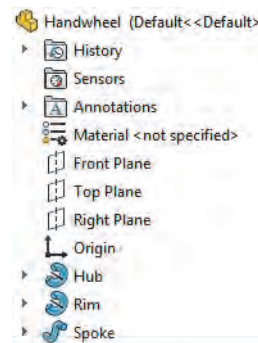 Handwheel (Default<<Default>
History
Sensors
Annotations
Material <not specified>
Front Plane
Top Plane
Right Plane
Origin
Hub
Rim
Spoke